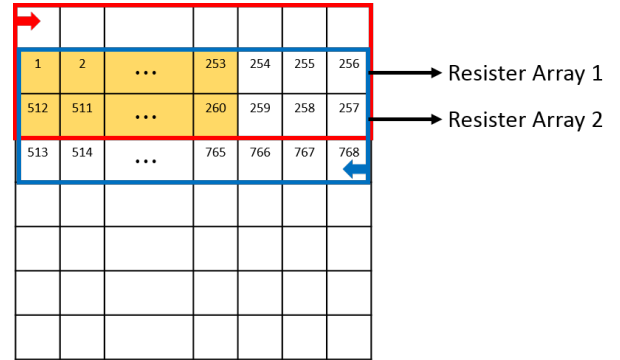 1 2 ... 253 254 255 256 Resister Array 1
512 511 ... 260 259 258 257 Resister Array 2
513 514 ... 765 766 767 768